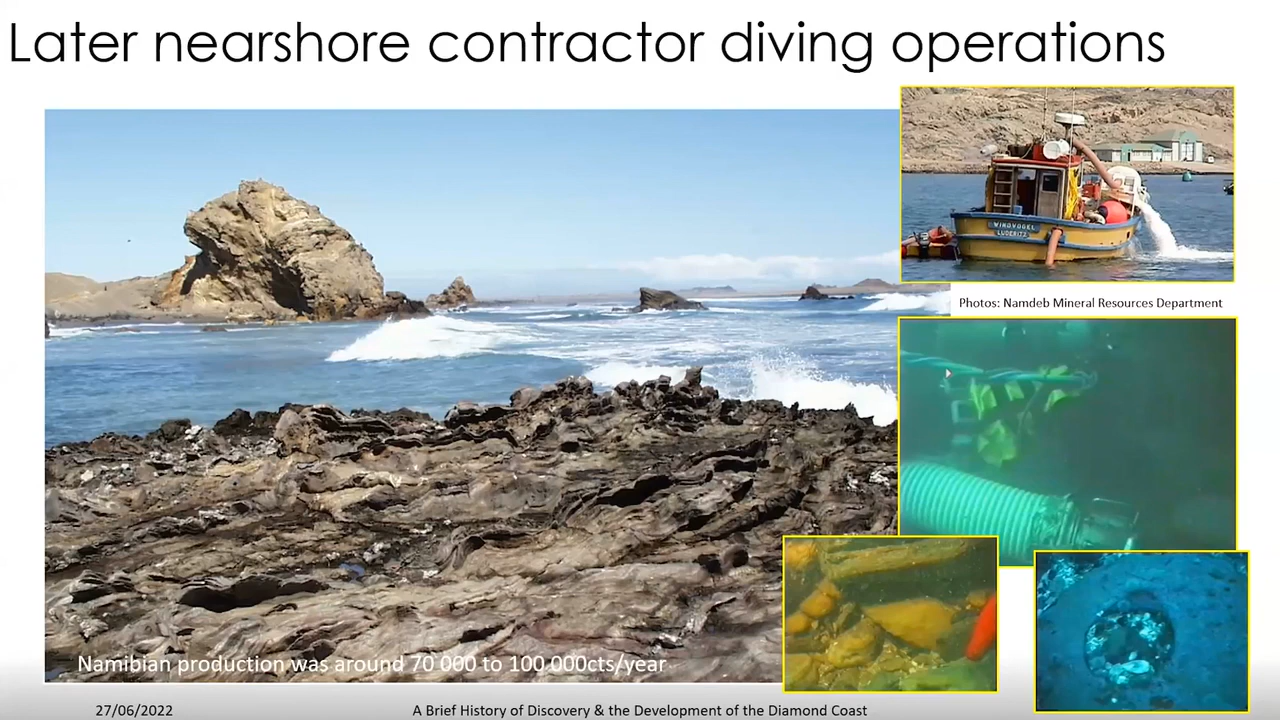 Later nearshore contractor diving operations
WINDVOGEL
LUDERITZ
Photos: Namdeb Mineral Resources Department
Namibian production was around 70 000 to 100 000cts/year
27/06/2022
A Brief History of Discovery & the Development of the Diamond Coast